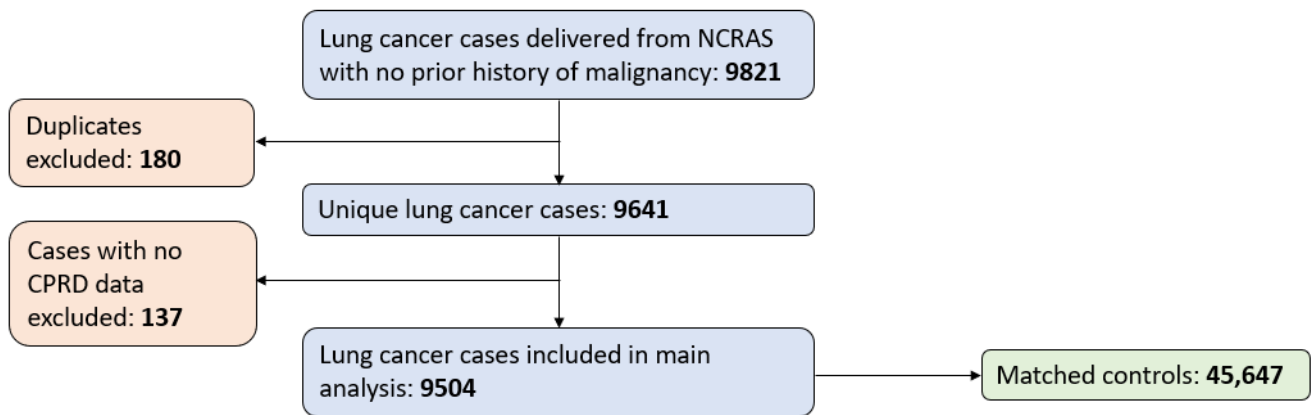 Lung cancer cases delivered from NCRAS
with no prior history of malignancy: 9821
Duplicates
excluded: 180
Unique lung cancer cases: 9641
Cases with no
CPRD data
excluded: 137
Lung cancer cases included in main
analysis: 9504
Matched controls: 45,647